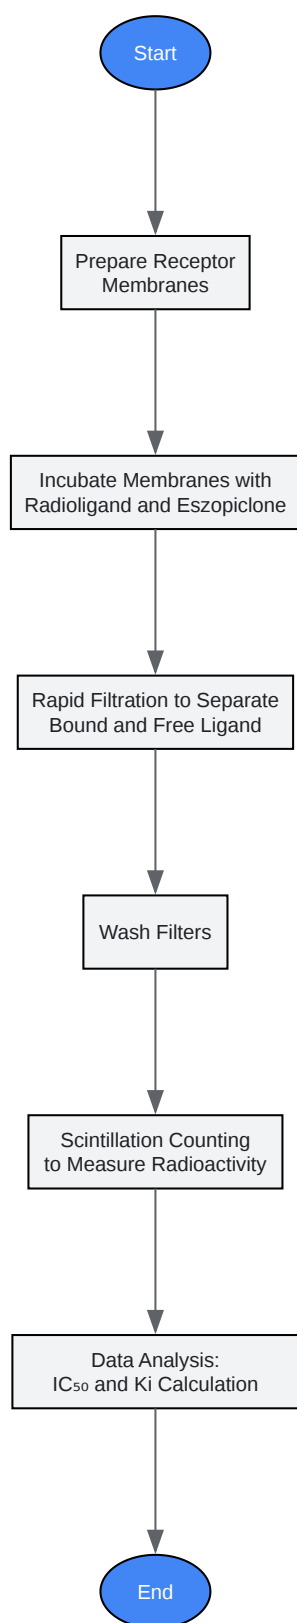 Start
Prepare Receptor
Membranes
Incubate Membranes with
Radioligand and Eszopiclone
Rapid Filtration to Separate
Bound and Free Ligand
Wash Filters
Scintillation Counting
to Measure Radioactivity
Data Analysis:
IC₅₀ and Ki Calculation
End